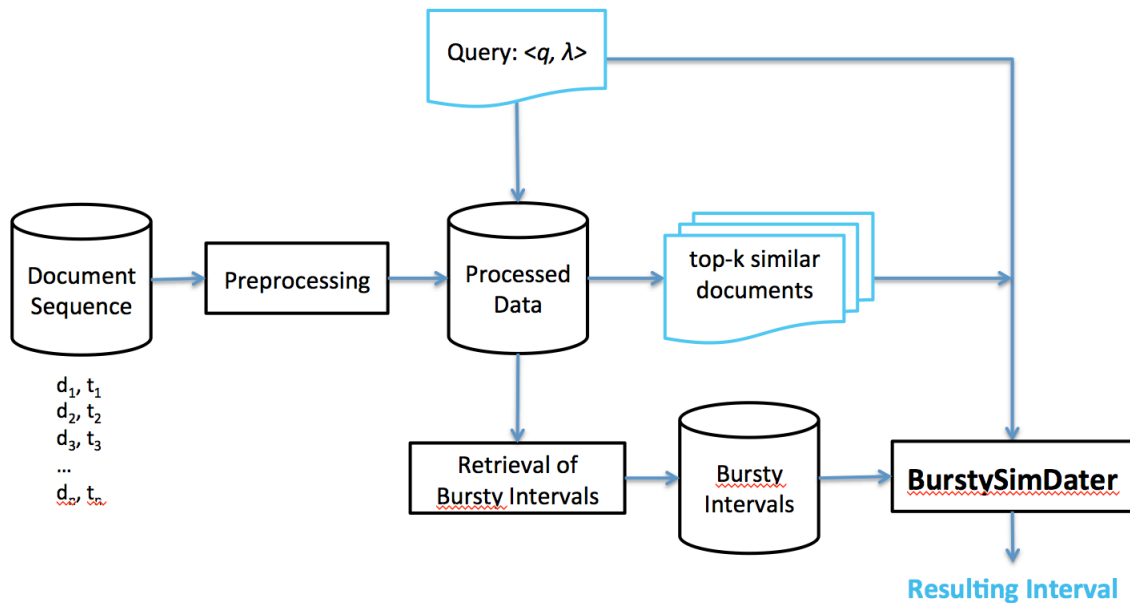 Query: <q, λ>
Document
Sequence
Preprocessing
Processed
Data
top-k similar
documents
d₁, t₁
d₂, t₂
d₃, t₃
...
dₙ, tₙ
Retrieval of
Bursty Intervals
Bursty
Intervals
BurstySimDater
Resulting Interval